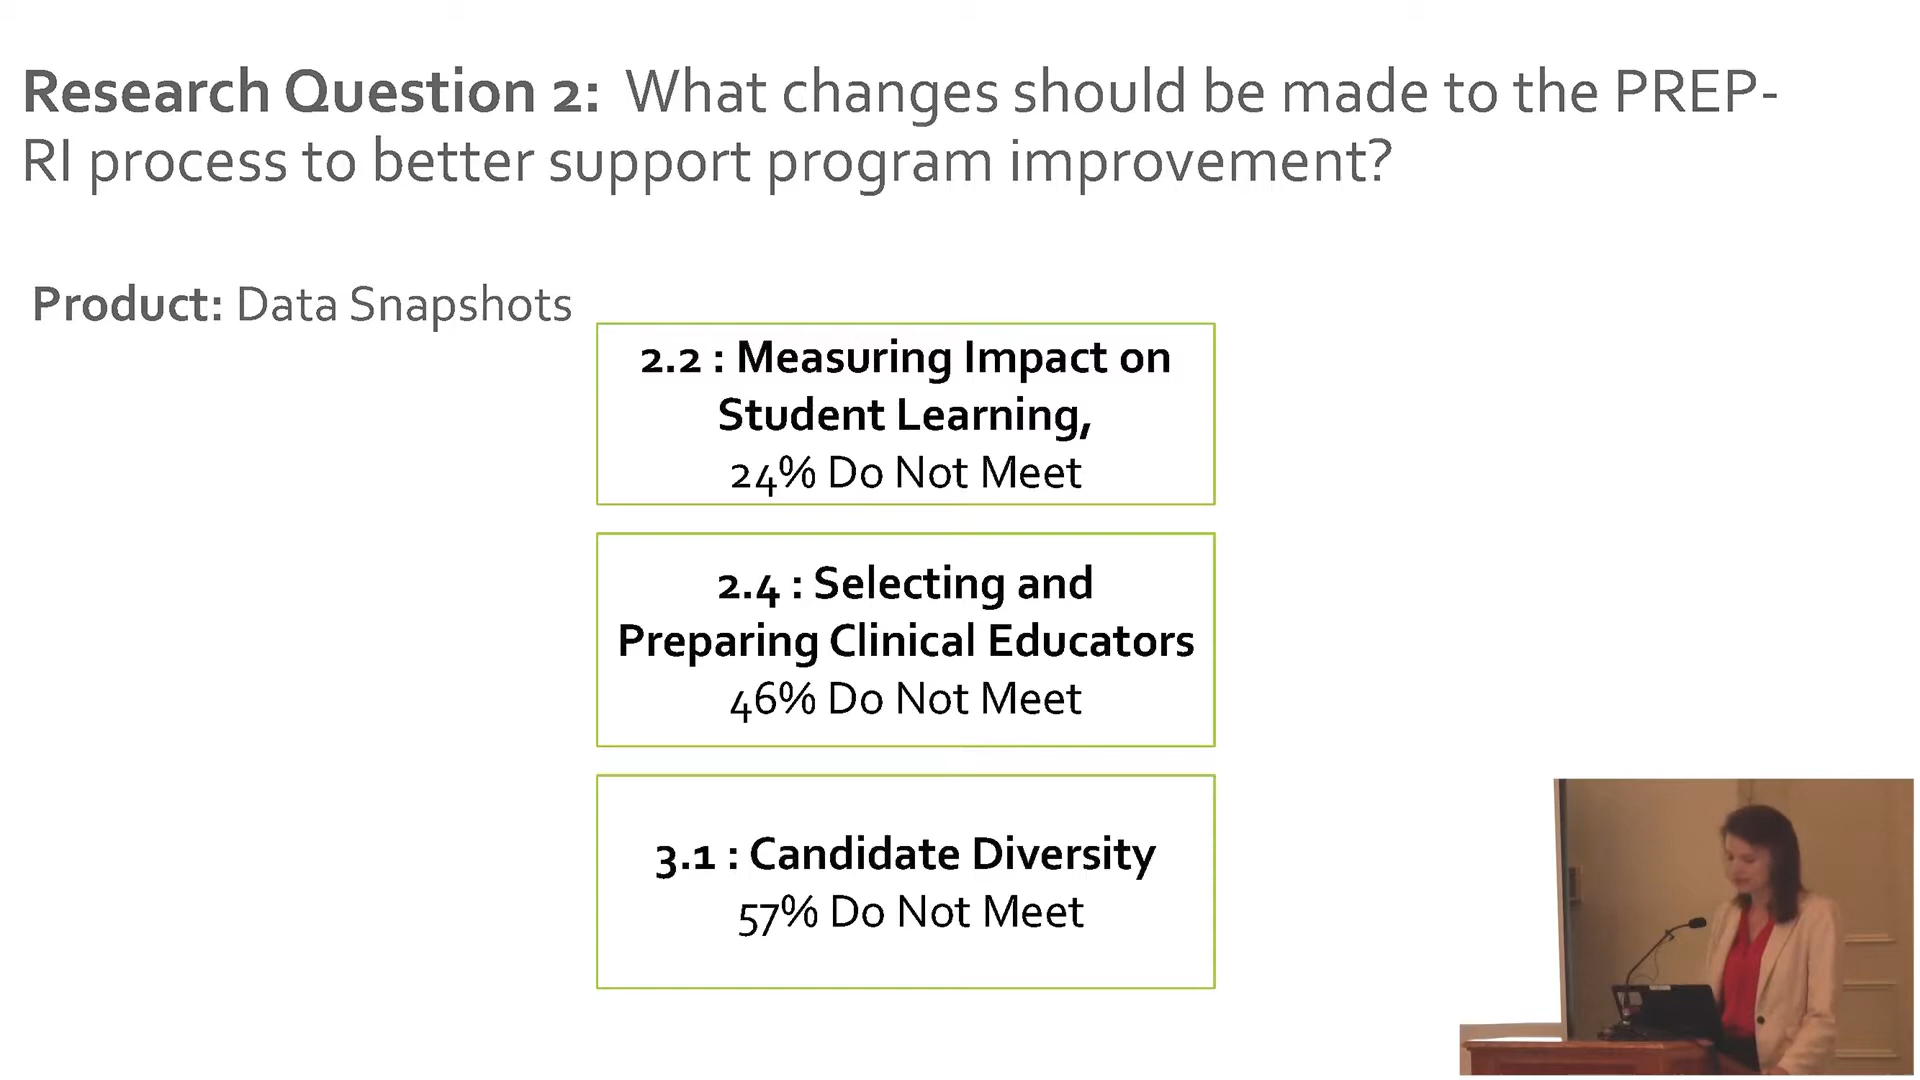 Research Question 2: What changes should be made to the PREP-
RI process to better support program improvement?
Product: Data Snapshots
2.2 : Measuring Impact on
Student Learning,
24% Do Not Meet
2.4 : Selecting and
Preparing Clinical Educators
46% Do Not Meet
3.1 : Candidate Diversity
57% Do Not Meet